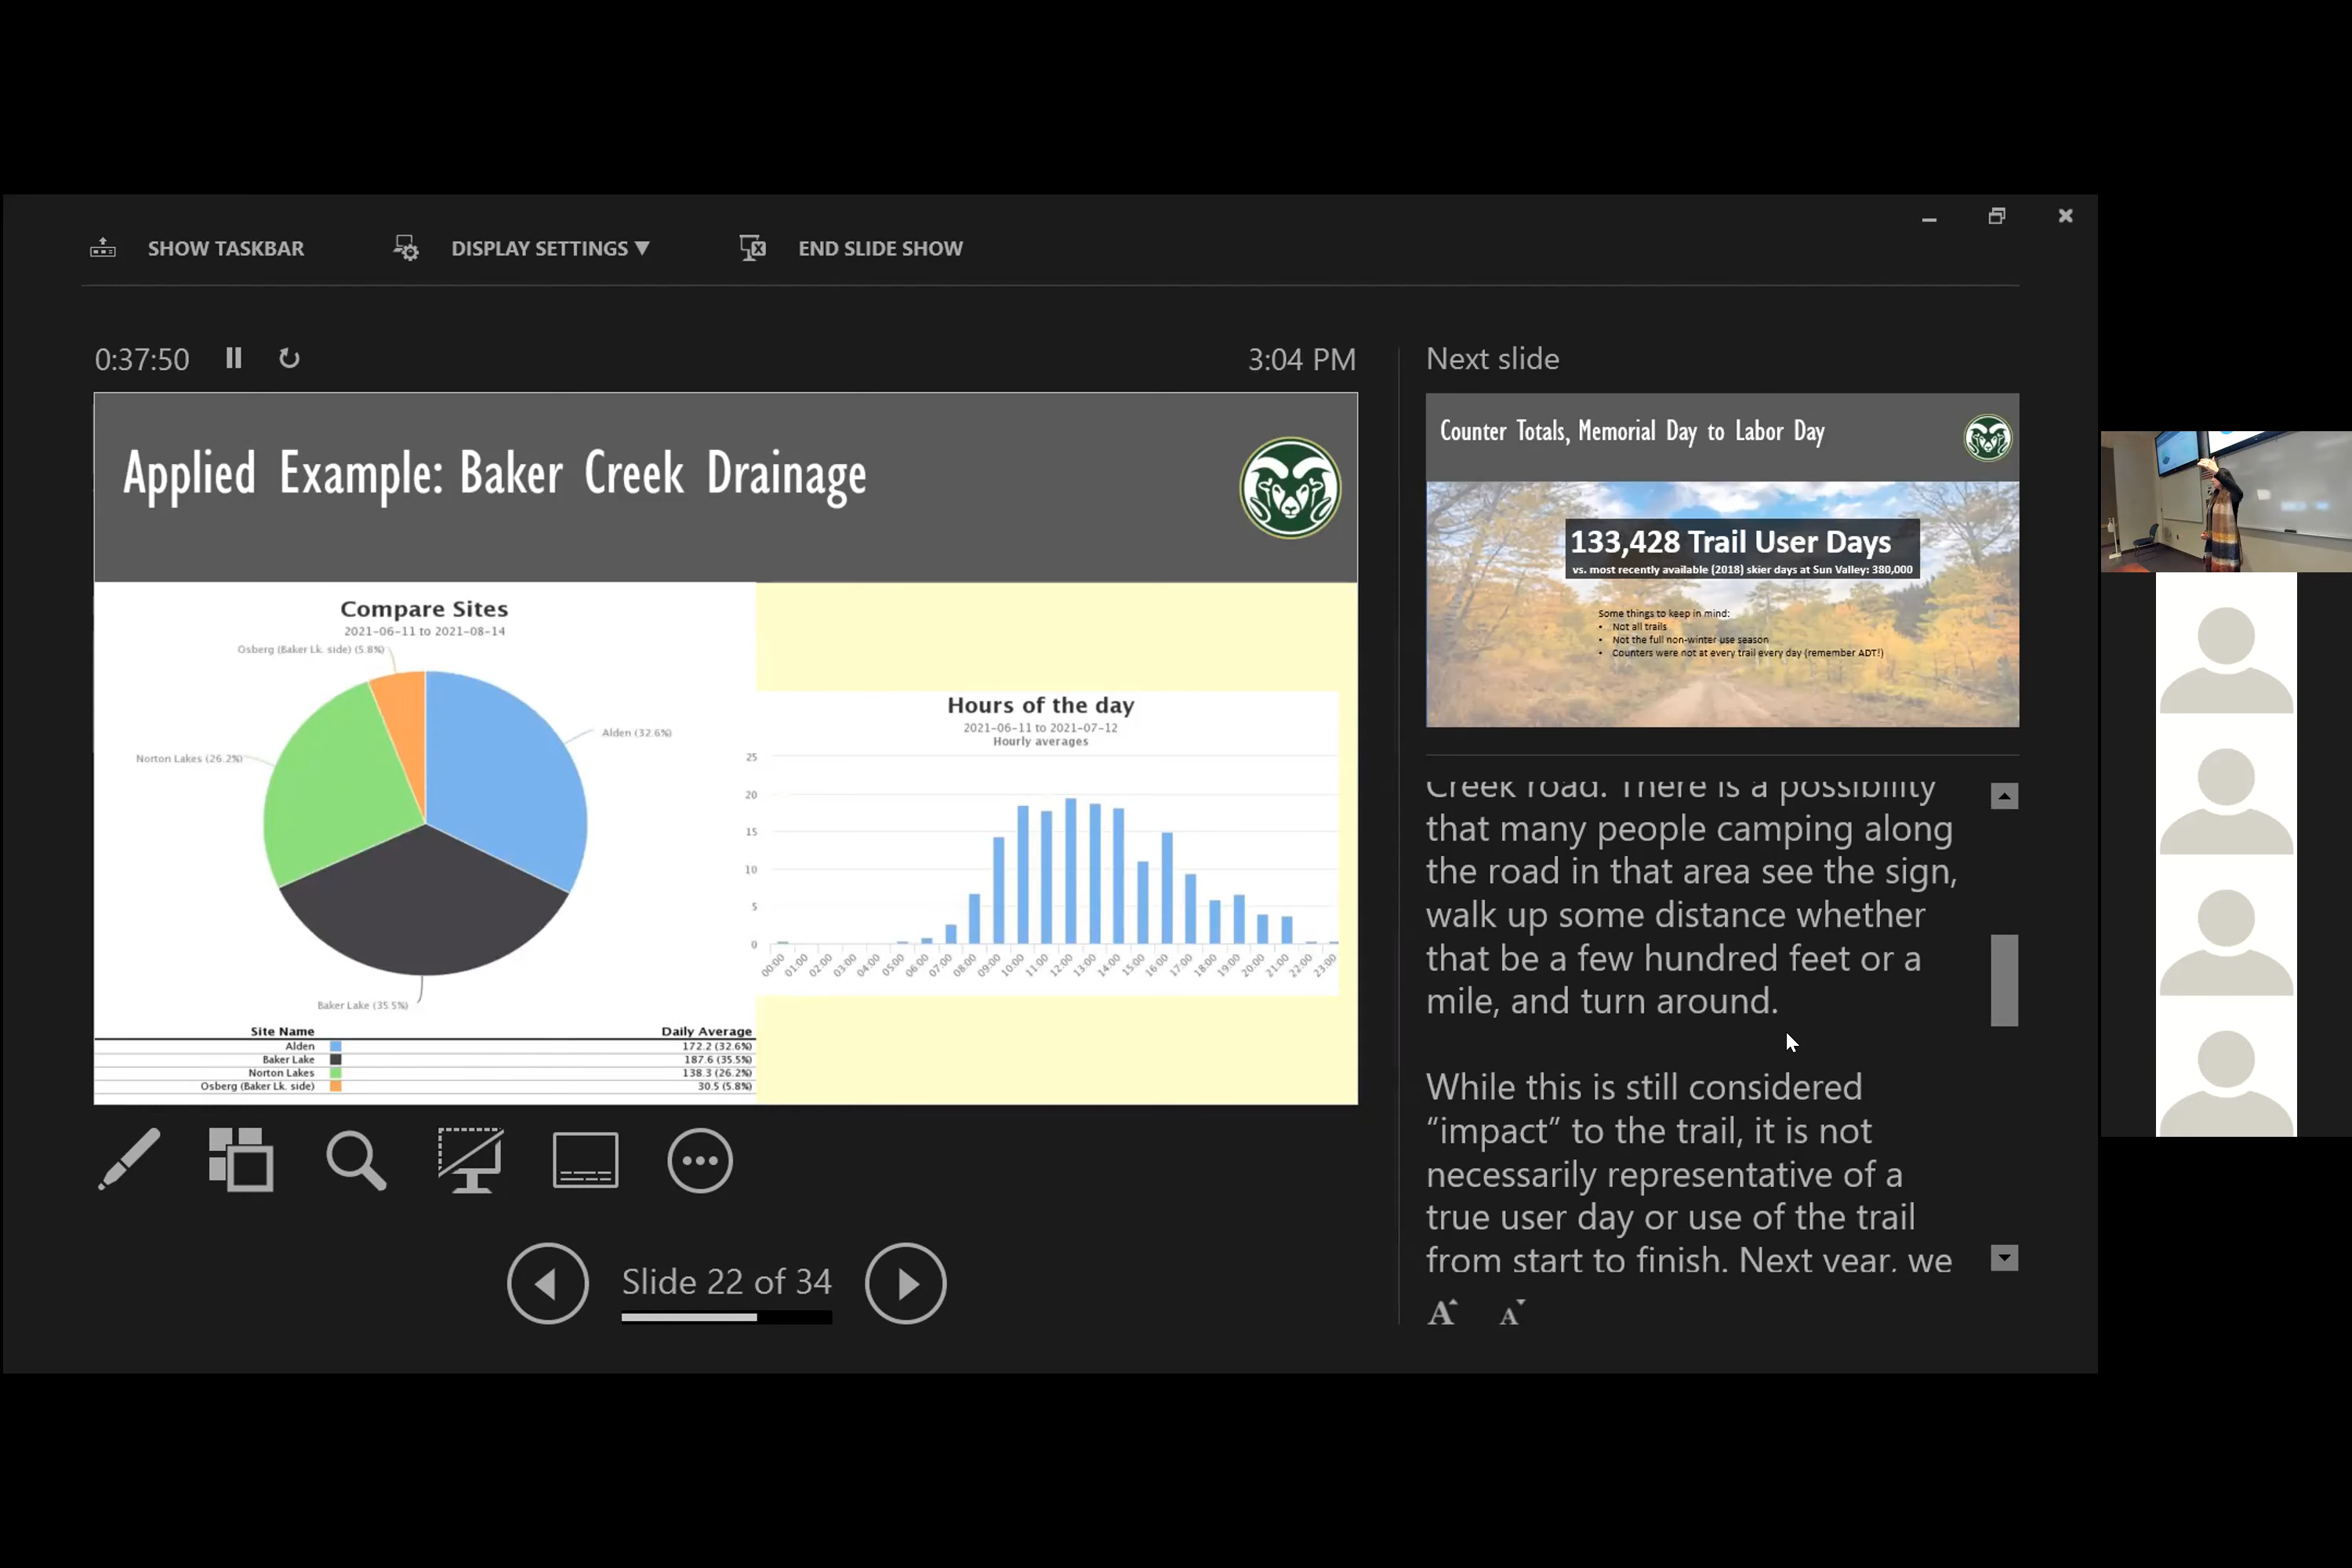 SHOW TASKBAR
DISPLAY SETTINGS ▼
END SLIDE SHOW
0:37:50
3:04 PM
Applied Example: Baker Creek Drainage
Compare Sites
2021-06-11 to 2021-08-14
Osberg (Baker Lk. side) (5.8%)
Alden (32.6%)
Norton Lakes (26.2%)
Baker Lake (35.5%)
Site Name Daily Average
Alden 172.2 (32.6%)
Baker Lake 187.6 (35.5%)
Norton Lakes 138.3 (26.2%)
Osberg (Baker Lk. side) 30.5 (5.8%)
Hours of the day
2021-06-11 to 2021-07-12
Hourly averages
25
20
15
10
5
0
00:00 01:00 02:00 03:00 04:00 05:00 06:00 07:00 08:00 09:00 10:00 11:00 12:00 13:00 14:00 15:00 16:00 17:00 18:00 19:00 20:00 21:00 22:00 23:00
Slide 22 of 34
Next slide
Counter Totals, Memorial Day to Labor Day
133,428 Trail User Days
vs. most recently available (2018) skier days at Sun Valley: 380,000
Some things to keep in mind:
• Not all trails
• Not the full non-winter use season
• Counters were not at every trail every day (remember ADT!)
Creek road. There is a possibility
that many people camping along
the road in that area see the sign,
walk up some distance whether
that be a few hundred feet or a
mile, and turn around.
While this is still considered
“impact” to the trail, it is not
necessarily representative of a
true user day or use of the trail
from start to finish. Next year, we
A A